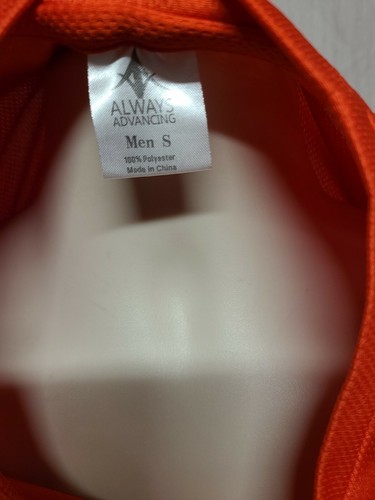 ALWAYS
ADVANCING
Men S
100% Polyester
Made in China